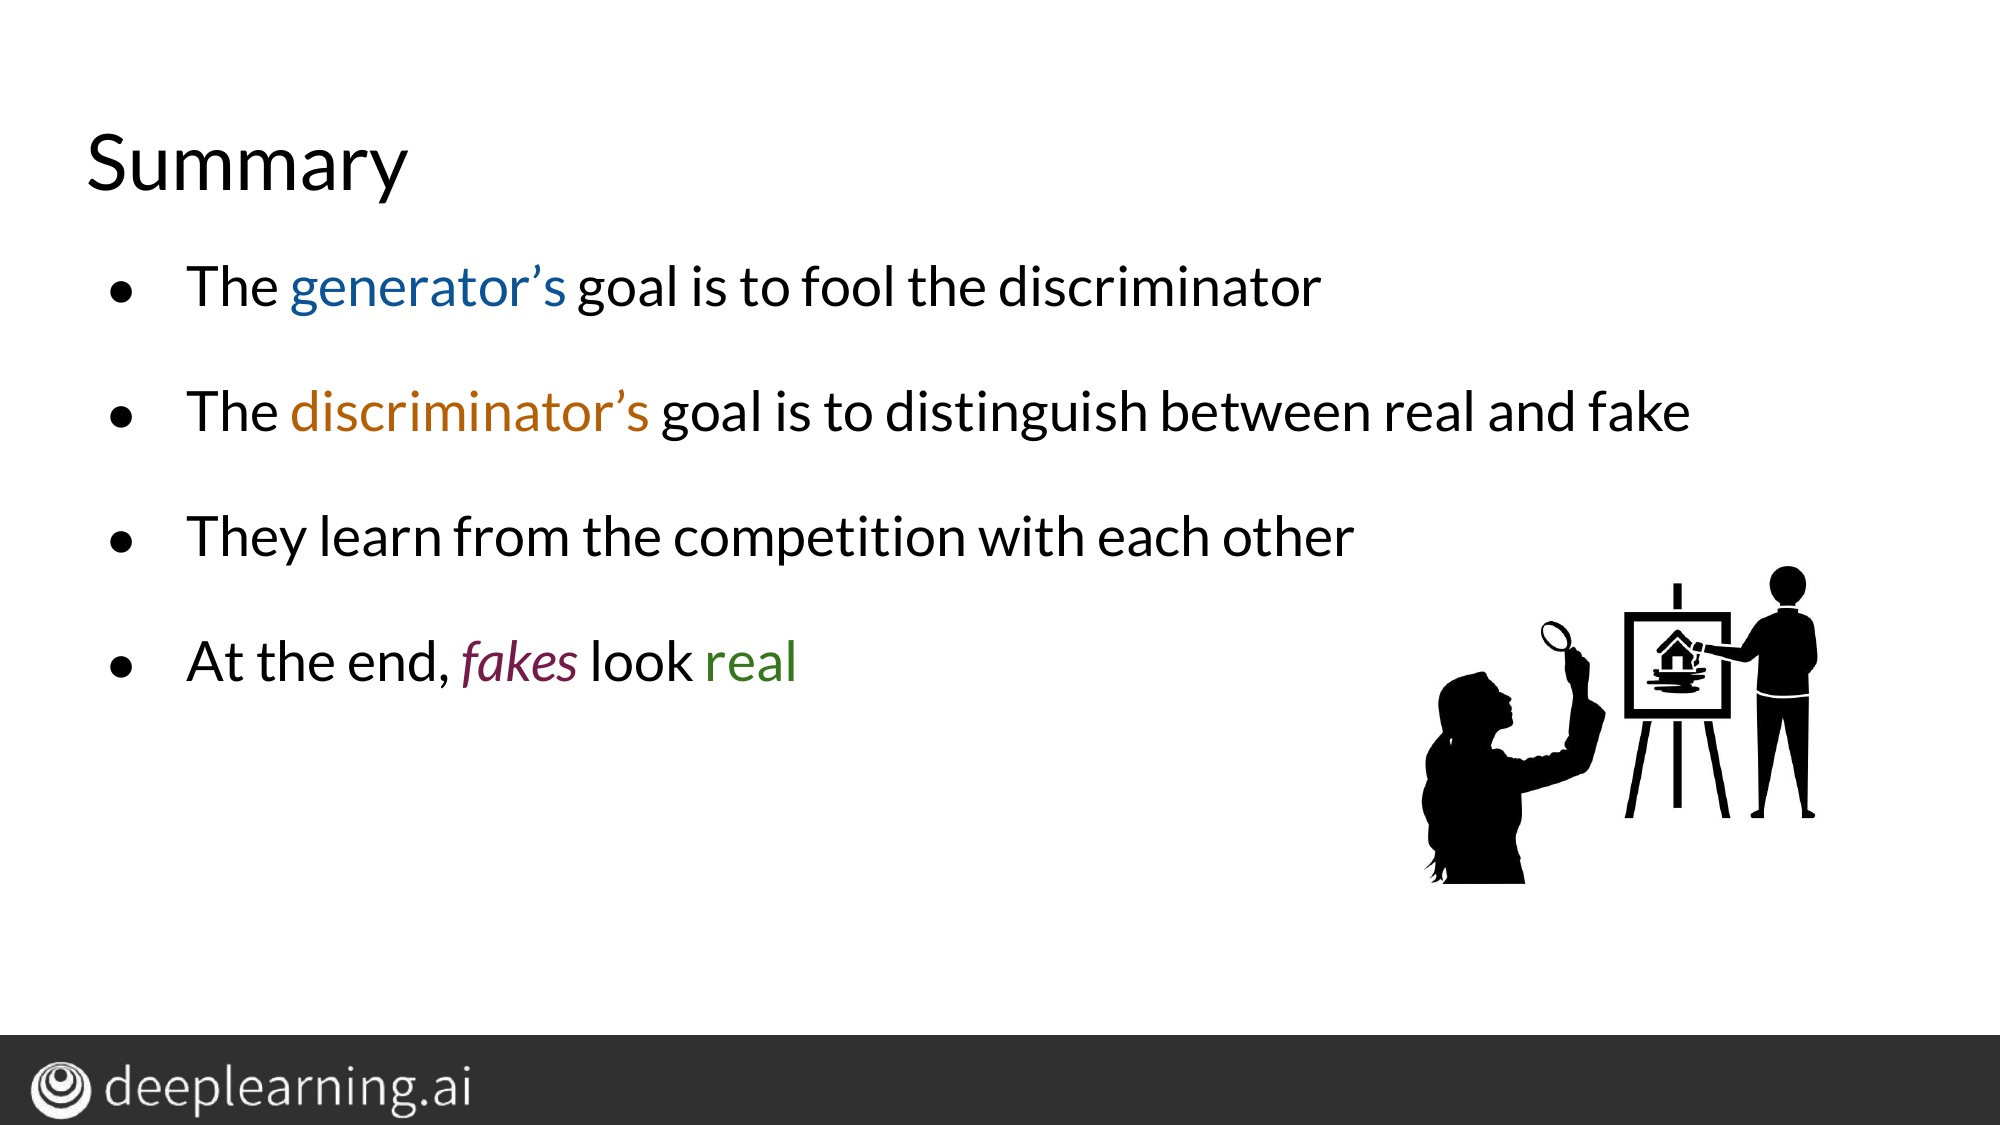 Summary
● The generator’s goal is to fool the discriminator
● The discriminator’s goal is to distinguish between real and fake
● They learn from the competition with each other
● At the end, fakes look real
deeplearning.ai